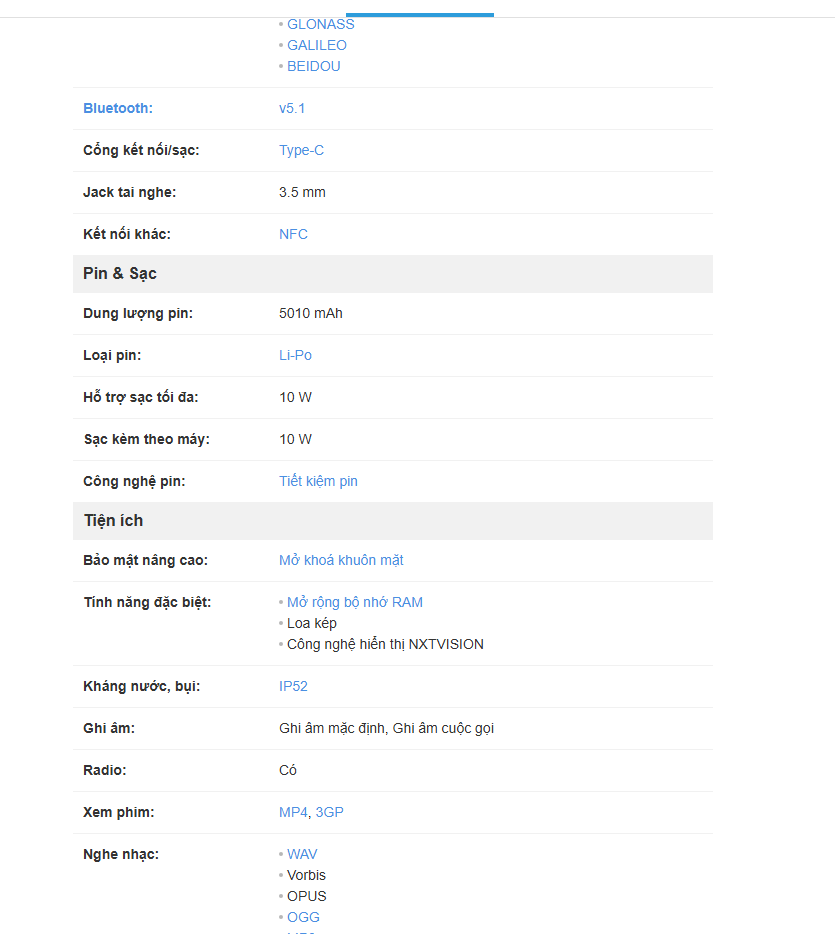 • GLONASS
• GALILEO
• BEIDOU
Bluetooth: v5.1
Cổng kết nối/sạc: Type-C
Jack tai nghe: 3.5 mm
Kết nối khác: NFC
Pin & Sạc
Dung lượng pin: 5010 mAh
Loại pin: Li-Po
Hỗ trợ sạc tối đa: 10 W
Sạc kèm theo máy: 10 W
Công nghệ pin: Tiết kiệm pin
Tiện ích
Bảo mật nâng cao: Mở khoá khuôn mặt
Tính năng đặc biệt: • Mở rộng bộ nhớ RAM
• Loa kép
• Công nghệ hiển thị NXTVISION
Kháng nước, bụi: IP52
Ghi âm: Ghi âm mặc định, Ghi âm cuộc gọi
Radio: Có
Xem phim: MP4, 3GP
Nghe nhạc: • WAV
• Vorbis
• OPUS
• OGG